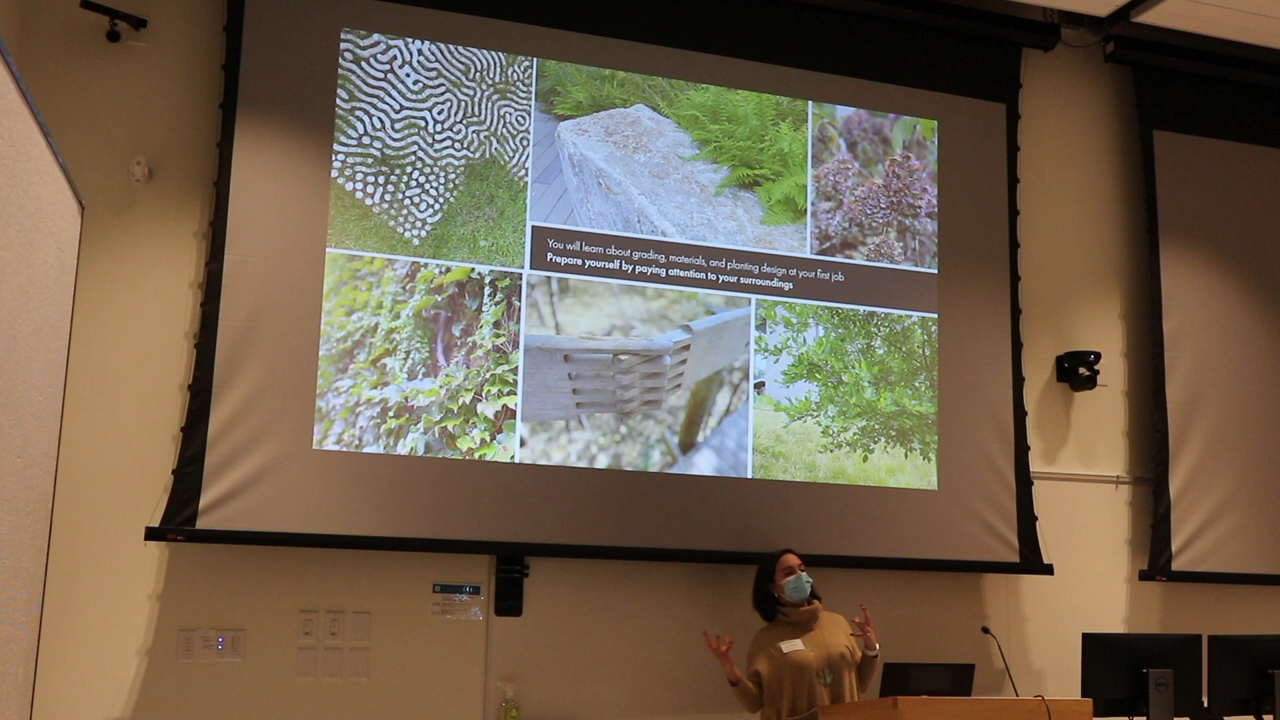 You will learn about grading, materials, and planting design at your first job
Prepare yourself by paying attention to your surroundings